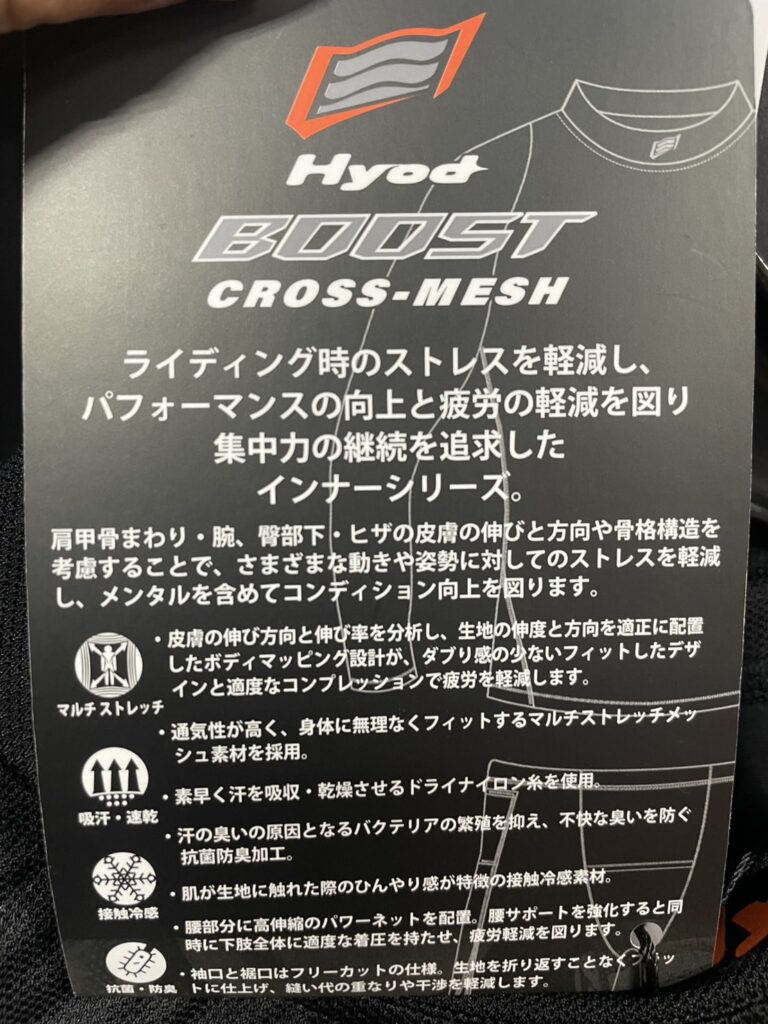 Hyod
BOOST
CROSS-MESH
ライディング時のストレスを軽減し、
パフォーマンスの向上と疲労の軽減を図り
集中力の継続を追求した
インナーシリーズ。
肩甲骨まわり・腕、臀部下・ヒザの皮膚の伸びと方向や骨格構造を
考慮することで、さまざまな動きや姿勢に対してのストレスを軽減
し、メンタルを含めてコンディション向上を図ります。
マルチストレッチ
・皮膚の伸び方向と伸び率を分析し、生地の伸度と方向を適正に配置
したボディマッピング設計が、ダブり感の少ないフィットしたデザ
インと適度なコンプレッションで疲労を軽減します。
・通気性が高く、身体に無理なくフィットするマルチストレッチメッ
シュ素材を採用。
吸汗・速乾
・素早く汗を吸収・乾燥させるドライナイロン糸を使用。
・汗の臭いの原因となるバクテリアの繁殖を抑え、不快な臭いを防ぐ
抗菌防臭加工。
接触冷感
・肌が生地に触れた際のひんやり感が特徴の接触冷感素材。
・腰部分に高伸縮のパワーネットを配置。腰サポートを強化すると同
時に下肢全体に適度な着圧を持たせ、疲労軽減を図ります。
抗菌・防臭
・袖口と裾口はフリーカットの仕様。生地を折り返すことなくフラッ
トに仕上げ、縫い代の重なりや干渉を軽減します。